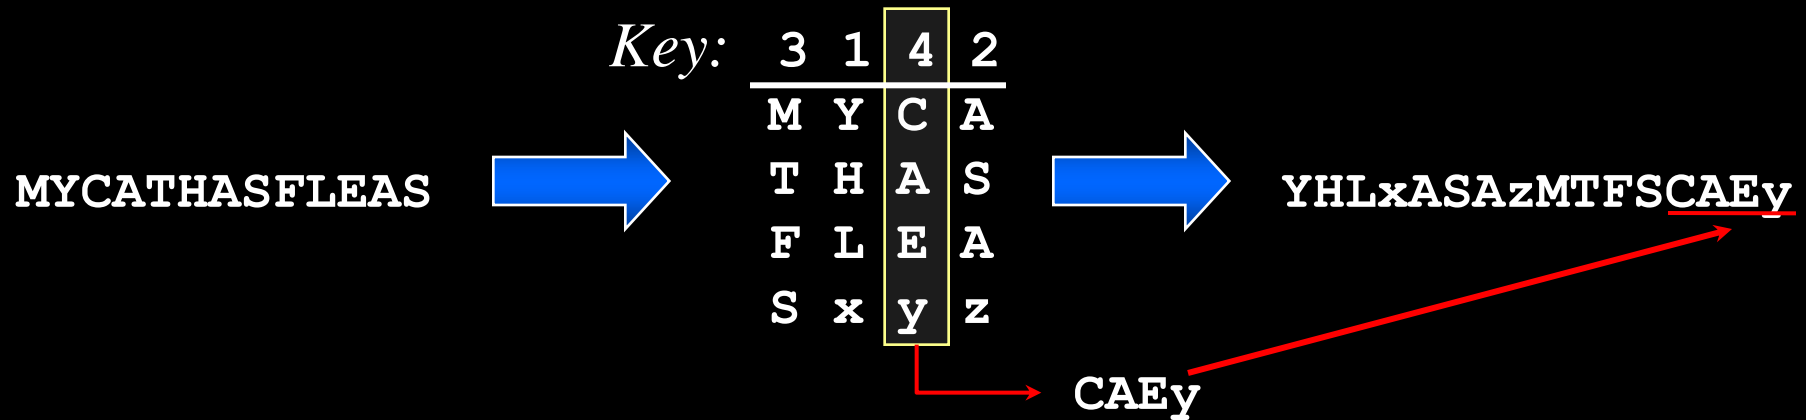 Key: 3 1 4 2
M Y C A
T H A S
MYCATHASFLEAS
YHLxASAzMTFSCAEy
F L E A
S x y z
CAEy